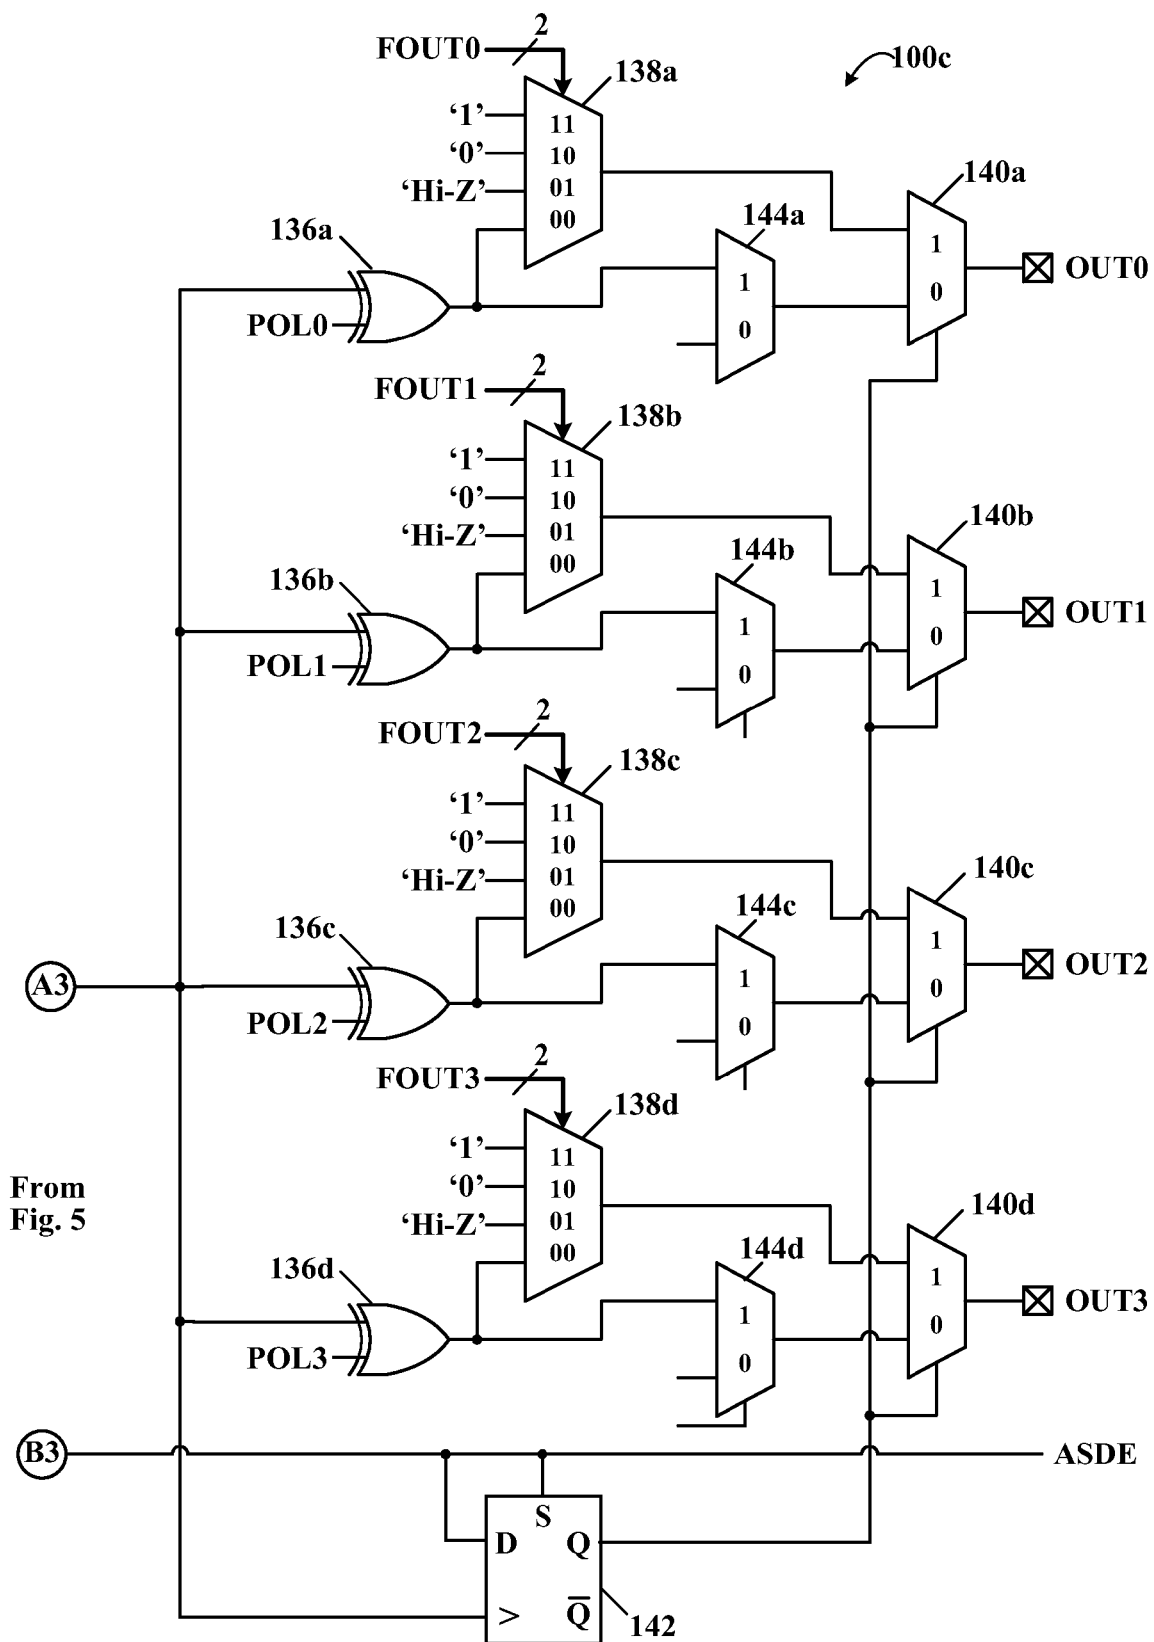 FOUT0 2
138a
100c
‘1’ 11
‘0’ 10
‘Hi-Z’ 01
00
140a
136a
144a
1
0
1
0
OUT0
POL0
FOUT1 2
138b
‘1’ 11
‘0’ 10
‘Hi-Z’ 01
00
140b
136b
144b
1
0
1
0
OUT1
POL1
FOUT2 2
138c
‘1’ 11
‘0’ 10
‘Hi-Z’ 01
00
140c
136c
144c
1
0
1
0
OUT2
A3
POL2
FOUT3 2
138d
‘1’ 11
‘0’ 10
‘Hi-Z’ 01
00
From
Fig. 5
140d
136d
144d
1
0
1
0
OUT3
POL3
B3
ASDE
S
D Q
> Q̅
142